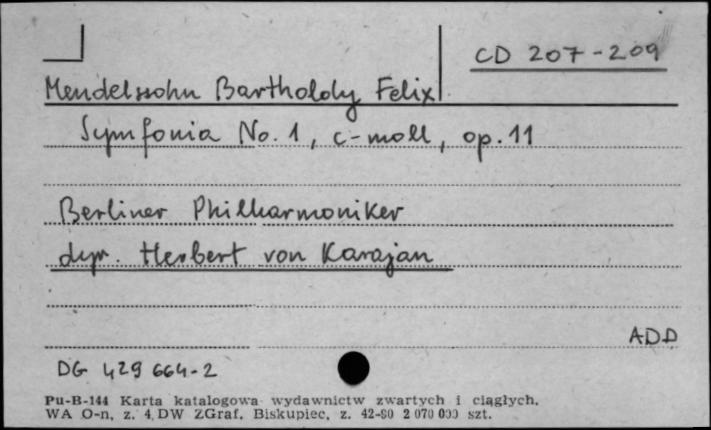 CD 207-209
Mendelssohn Bartholdy Felix
Symfonia No. 1, c-moll, op. 11
Berliner Philharmoniker
dyr. Herbert von Karajan
ADD
DG 429 664-2
Pu-B-144 Karta katalogowa wydawnictw zwartych i ciągłych.
WA O-n, z. 4, DW ZGraf. Biskupiec, z. 42-80 2 070 000 szt.